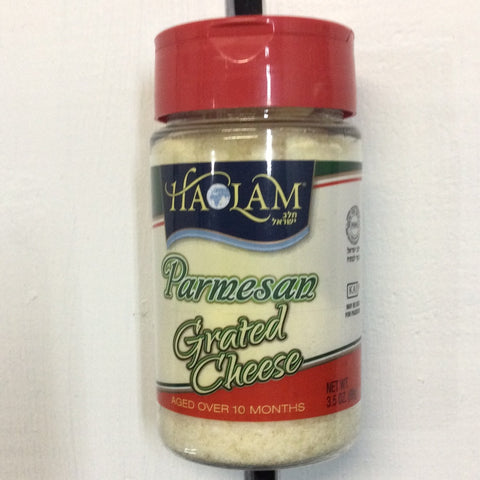 HAOLAM®
חלב
ישראל
Parmesan
Grated
Cheese
AGED OVER 10 MONTHS
NET WT.
3.5 OZ.